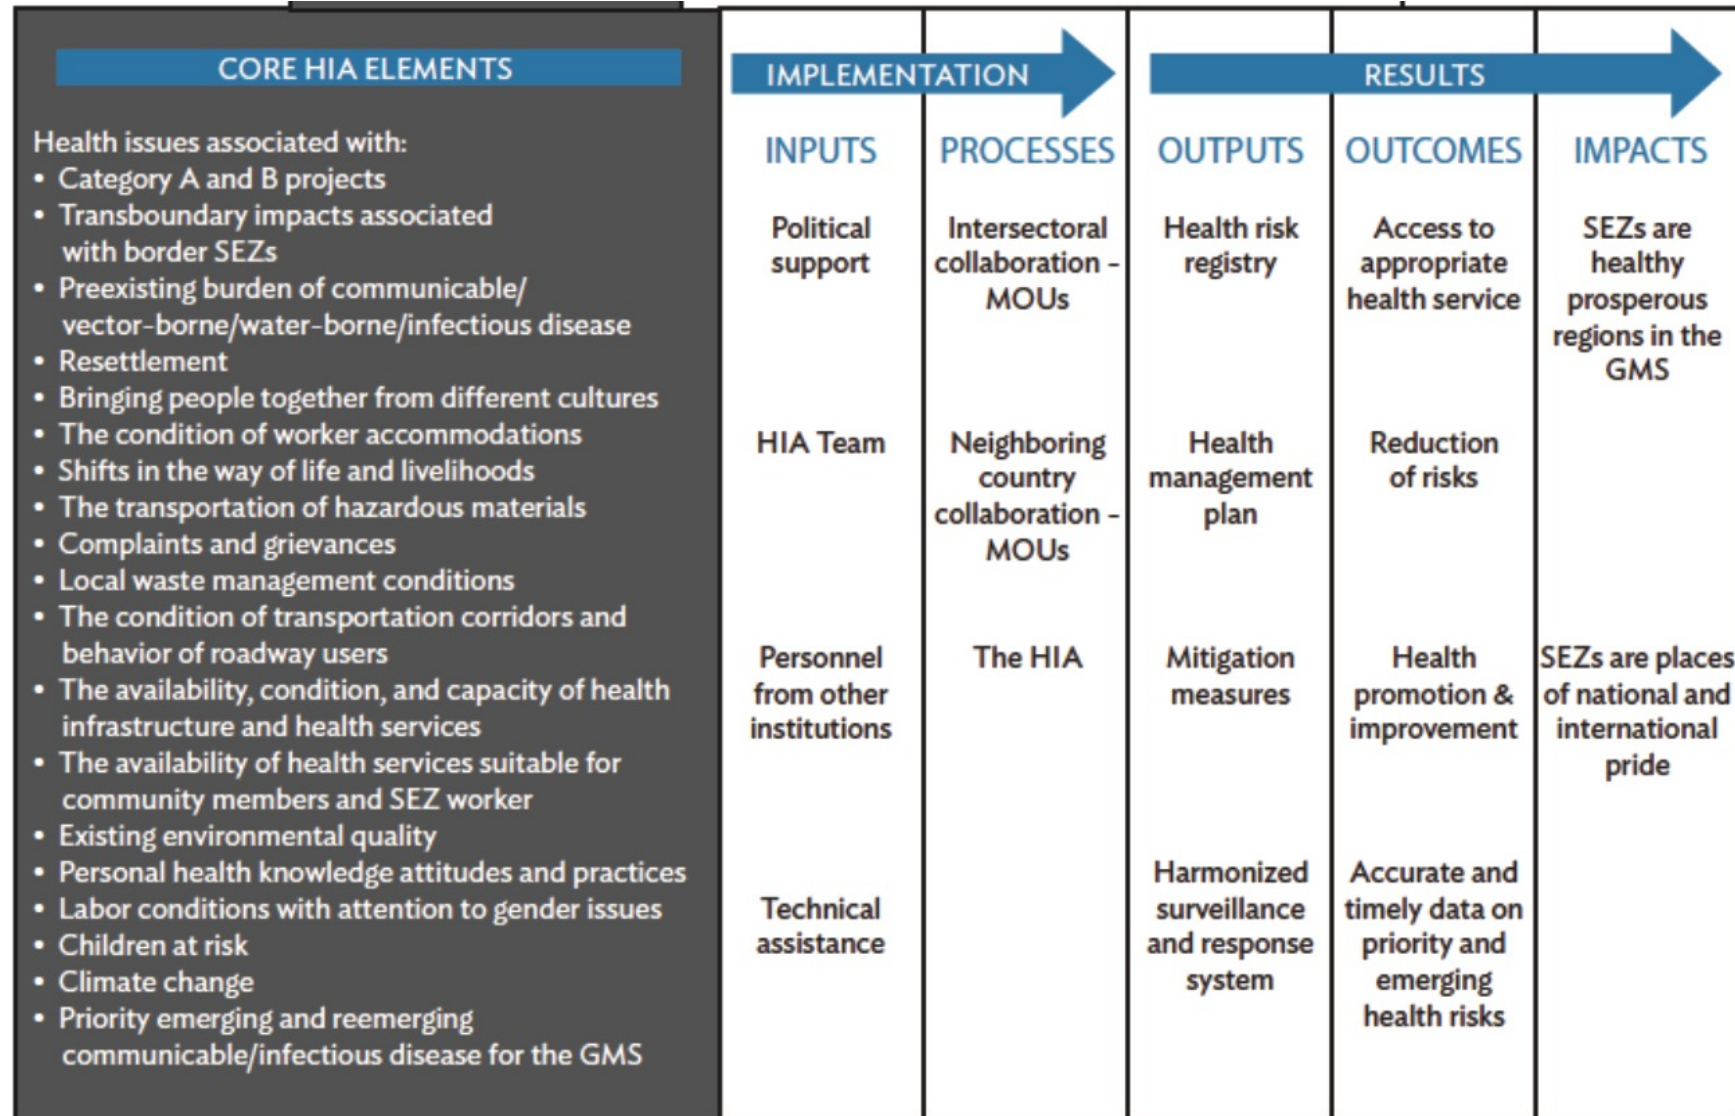 CORE HIA ELEMENTS
Health issues associated with:
• Category A and B projects
• Transboundary impacts associated
with border SEZs
• Preexisting burden of communicable/
vector-borne/water-borne/infectious disease
• Resettlement
• Bringing people together from different cultures
• The condition of worker accommodations
• Shifts in the way of life and livelihoods
• The transportation of hazardous materials
• Complaints and grievances
• Local waste management conditions
• The condition of transportation corridors and
behavior of roadway users
• The availability, condition, and capacity of health
infrastructure and health services
• The availability of health services suitable for
community members and SEZ worker
• Existing environmental quality
• Personal health knowledge attitudes and practices
• Labor conditions with attention to gender issues
• Children at risk
• Climate change
• Priority emerging and reemerging
communicable/infectious disease for the GMS
IMPLEMENTATION
INPUTS
Political
support
HIA Team
Personnel
from other
institutions
Technical
assistance
PROCESSES
Intersectoral
collaboration –
MOUs
Neighboring
country
collaboration –
MOUs
The HIA
RESULTS
OUTPUTS
Health risk
registry
Health
management
plan
Mitigation
measures
Harmonized
surveillance
and response
system
OUTCOMES
Access to
appropriate
health service
Reduction
of risks
Health
promotion &
improvement
Accurate and
timely data on
priority and
emerging
health risks
IMPACTS
SEZs are
healthy
prosperous
regions in the
GMS
SEZs are places
of national and
international
pride